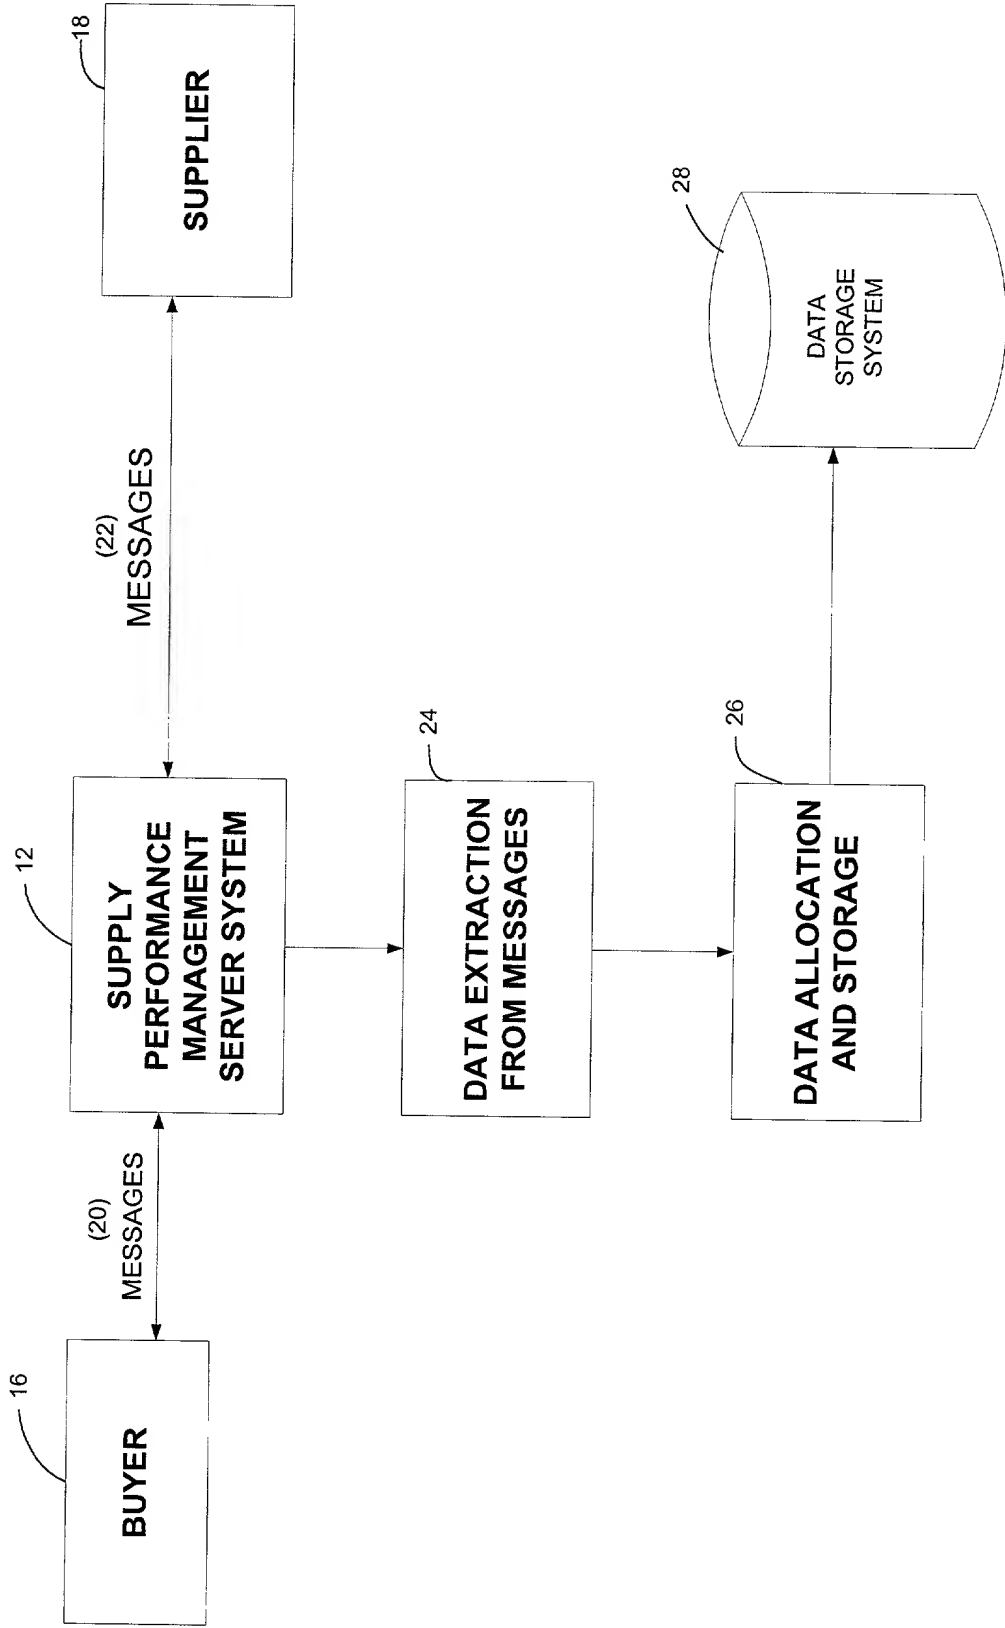 16
BUYER
(20)
MESSAGES
12
SUPPLY
PERFORMANCE
MANAGEMENT
SERVER SYSTEM
(22)
MESSAGES
18
SUPPLIER
24
DATA EXTRACTION
FROM MESSAGES
26
DATA ALLOCATION
AND STORAGE
28
DATA
STORAGE
SYSTEM